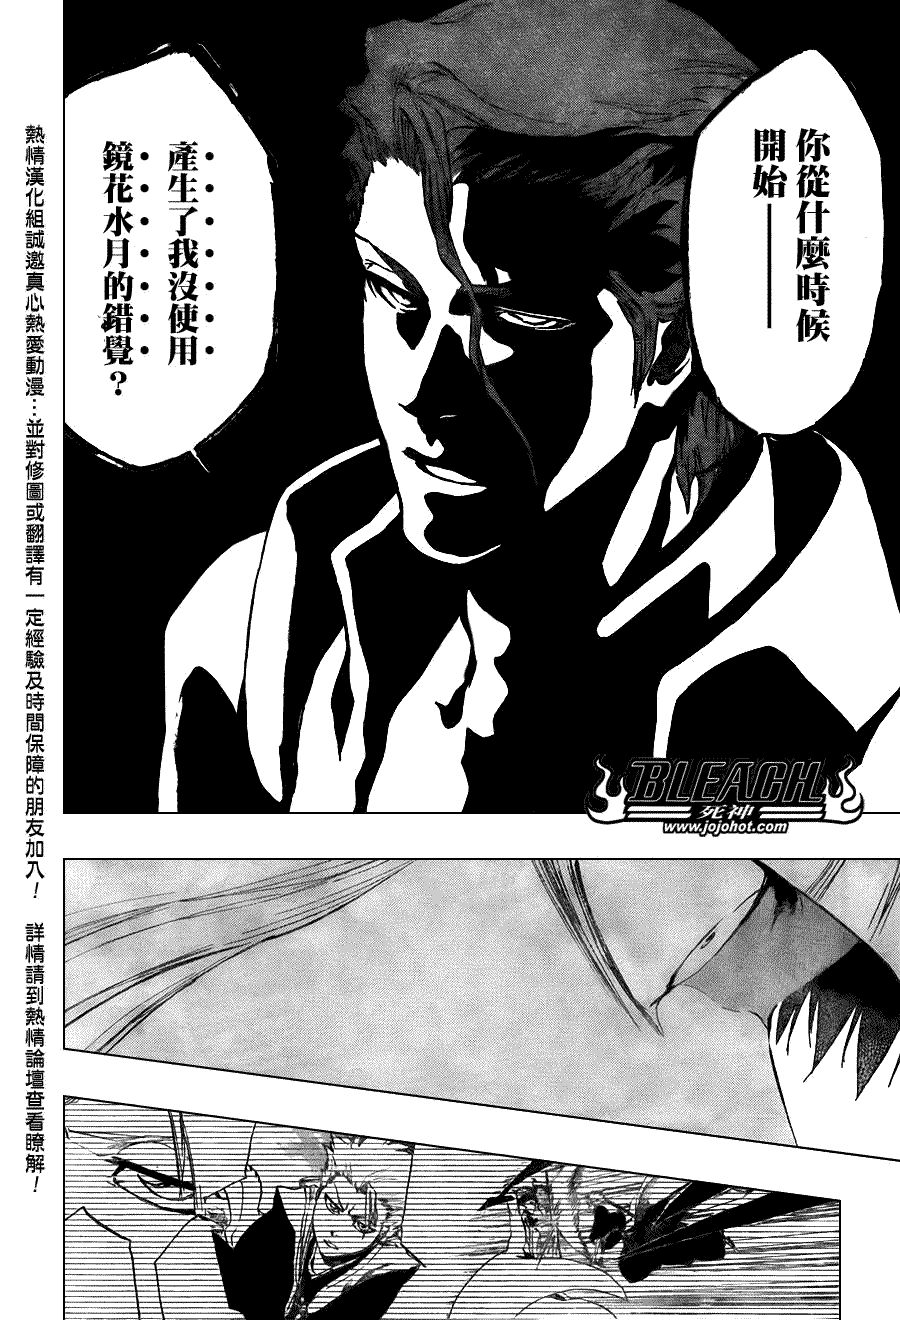 你從什麼時候
開始——
產生了我沒使用
鏡花水月的錯覺？
BLEACH
死神
www.jojohot.com
熱情漢化組誠邀真心熱愛動漫…並對修圖或翻譯有一定經驗及時間保障的朋友加入！ 詳情請到熱情論壇查看瞭解！